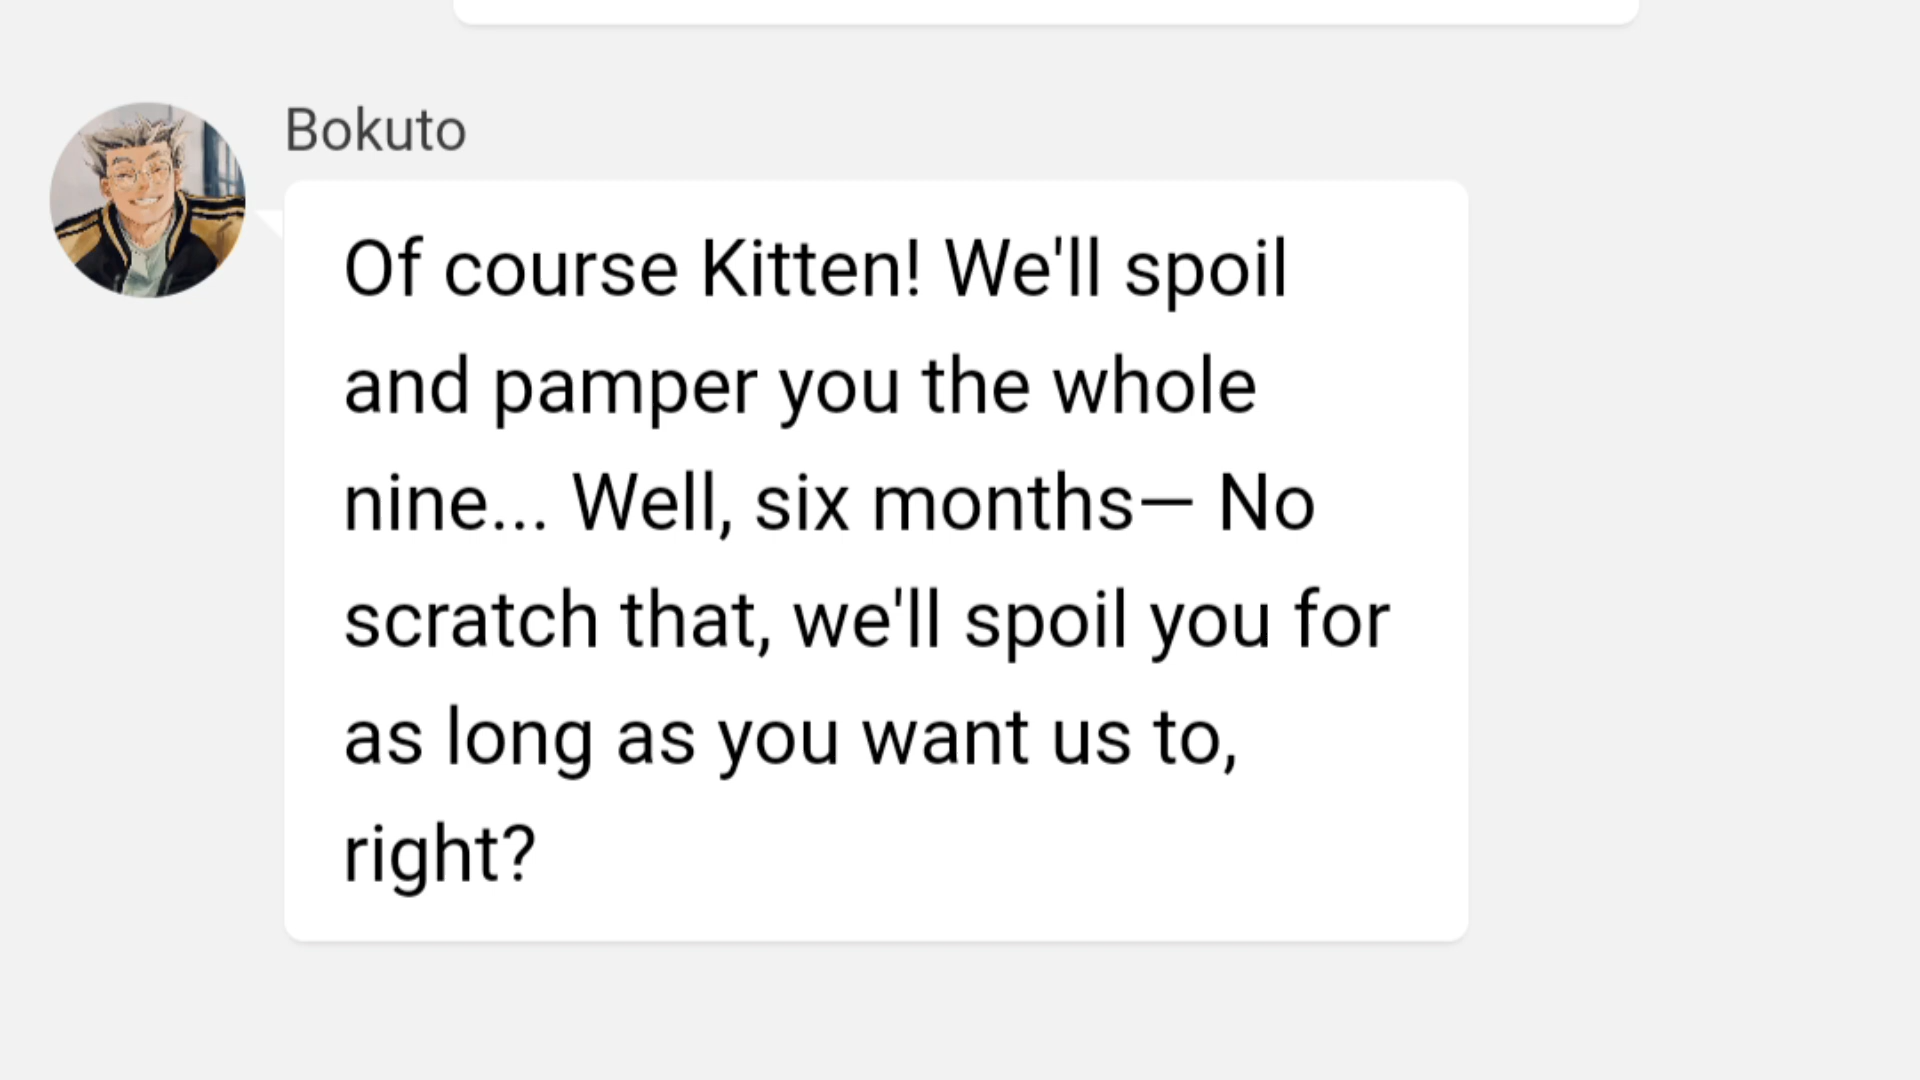 Bokuto
Of course Kitten! We'll spoil
and pamper you the whole
nine... Well, six months— No
scratch that, we'll spoil you for
as long as you want us to,
right?